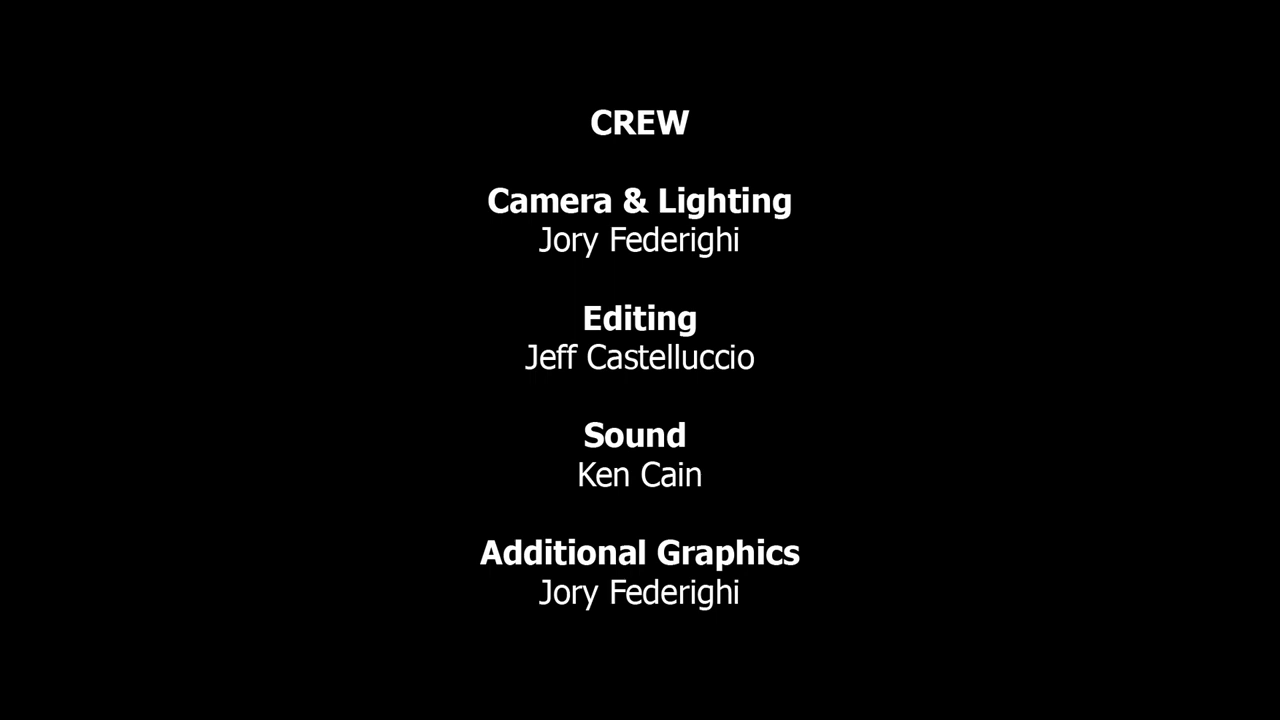 CREW
Camera & Lighting
Jory Federighi
Editing
Jeff Castelluccio
Sound
Ken Cain
Additional Graphics
Jory Federighi